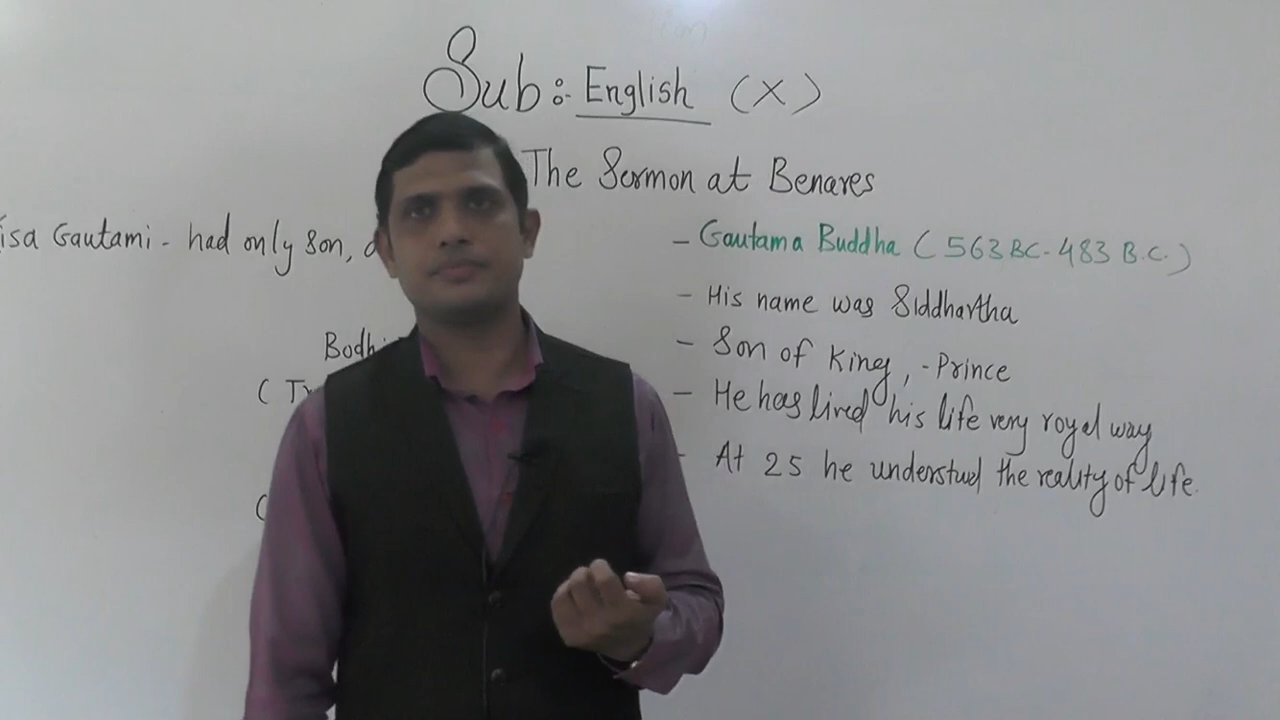 Sub :- English (X)
The Sermon at Benares
isa Gautami - had only son, d
Bodhi
(Tr
(
- Gautama Buddha (563 BC - 483 B.C.)
- His name was Siddhartha
- Son of King, - Prince
- He has lived his life very royal way
- At 25 he understud the reality of life.